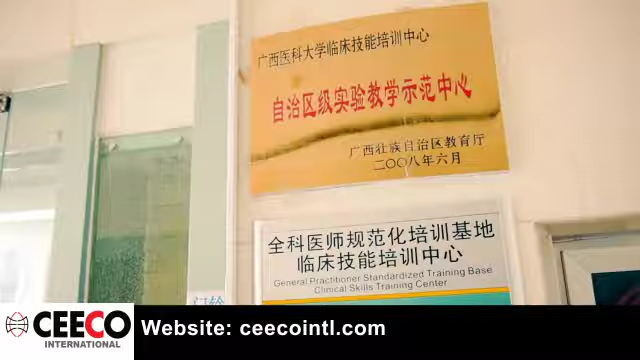 广西医科大学临床技能培训中心
自治区级实验教学示范中心
广西壮族自治区教育厅
二〇〇八年六月
全科医师规范化培训基地
临床技能培训中心
General Practitioner Standardized Training Base
Clinical Skills Training Center
门铃
CEECO
INTERNATIONAL
Website: ceecointl.com